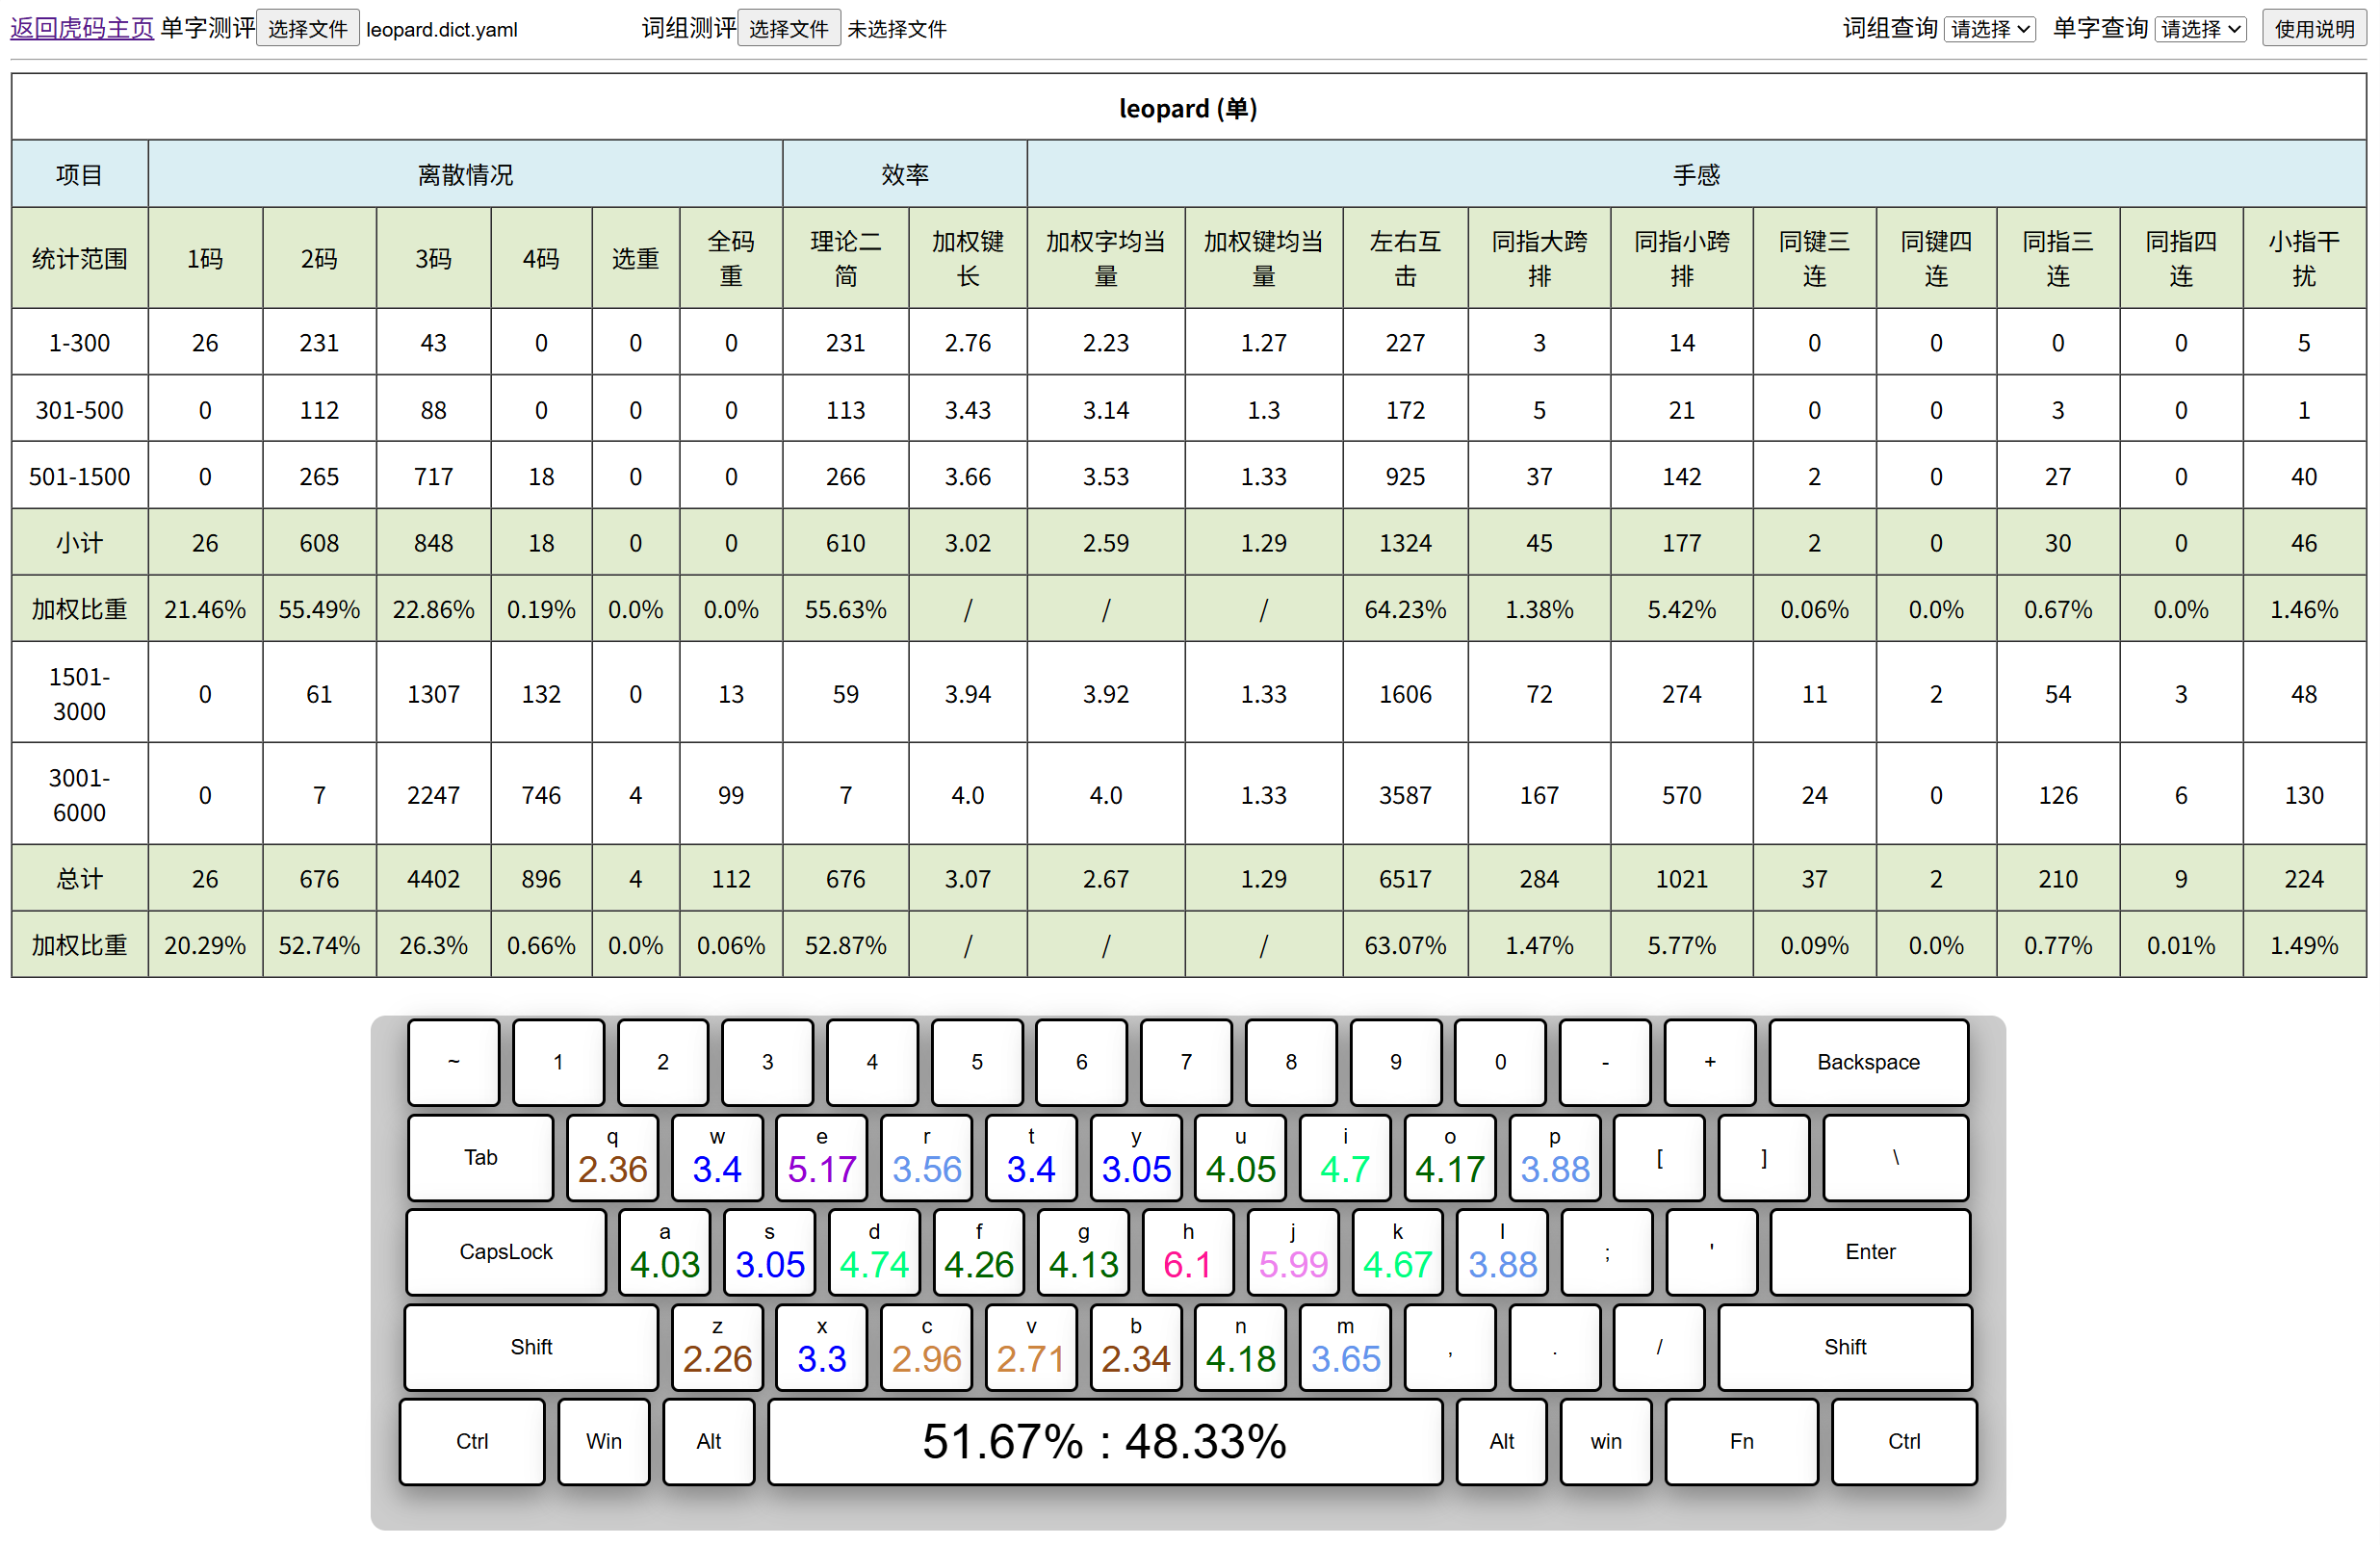 返回虎码主页 单字测评 选择文件 leopard.dict.yaml 词组测评 选择文件 未选择文件 词组查询 请选择 单字查询 请选择 使用说明
leopard (单)
项目 离散情况 效率 手感
统计范围 1码 2码 3码 4码 选重 全码重 理论二简 加权键长 加权字均当量 加权键均当量 左右互击 同指大跨排 同指小跨排 同键三连 同键四连 同指三连 同指四连 小指干扰
1-300 26 231 43 0 0 0 231 2.76 2.23 1.27 227 3 14 0 0 0 0 5
301-500 0 112 88 0 0 0 113 3.43 3.14 1.3 172 5 21 0 0 3 0 1
501-1500 0 265 717 18 0 0 266 3.66 3.53 1.33 925 37 142 2 0 27 0 40
小计 26 608 848 18 0 0 610 3.02 2.59 1.29 1324 45 177 2 0 30 0 46
加权比重 21.46% 55.49% 22.86% 0.19% 0.0% 0.0% 55.63% / / / 64.23% 1.38% 5.42% 0.06% 0.0% 0.67% 0.0% 1.46%
1501-3000 0 61 1307 132 0 13 59 3.94 3.92 1.33 1606 72 274 11 2 54 3 48
3001-6000 0 7 2247 746 4 99 7 4.0 4.0 1.33 3587 167 570 24 0 126 6 130
总计 26 676 4402 896 4 112 676 3.07 2.67 1.29 6517 284 1021 37 2 210 9 224
加权比重 20.29% 52.74% 26.3% 0.66% 0.0% 0.06% 52.87% / / / 63.07% 1.47% 5.77% 0.09% 0.0% 0.77% 0.01% 1.49%
~ 1 2 3 4 5 6 7 8 9 0 - + Backspace
q w e r t y u i o p
Tab 2.36 3.4 5.17 3.56 3.4 3.05 4.05 4.7 4.17 3.88 [ ] \
a s d f g h j k l
CapsLock 4.03 3.05 4.74 4.26 4.13 6.1 5.99 4.67 3.88 ; ' Enter
z x c v b n m
Shift 2.26 3.3 2.96 2.71 2.34 4.18 3.65 , . / Shift
Ctrl Win Alt 51.67% : 48.33% Alt win Fn Ctrl